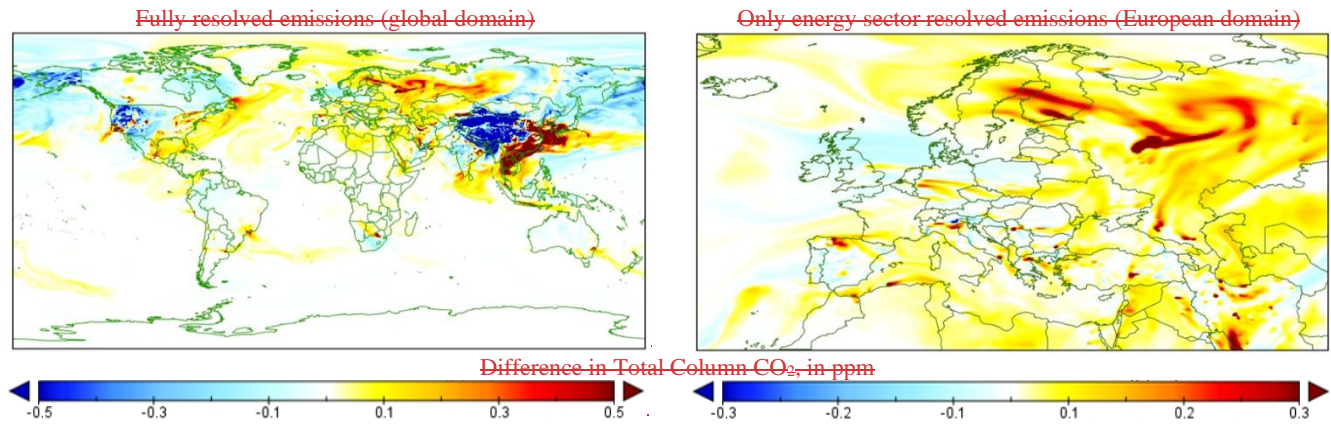 Fully resolved emissions (global domain)
Only energy sector resolved emissions (European domain)
Difference in Total Column CO₂, in ppm
-0.5 -0.3 -0.1 0.1 0.3 0.5
-0.3 -0.2 -0.1 0.1 0.2 0.3